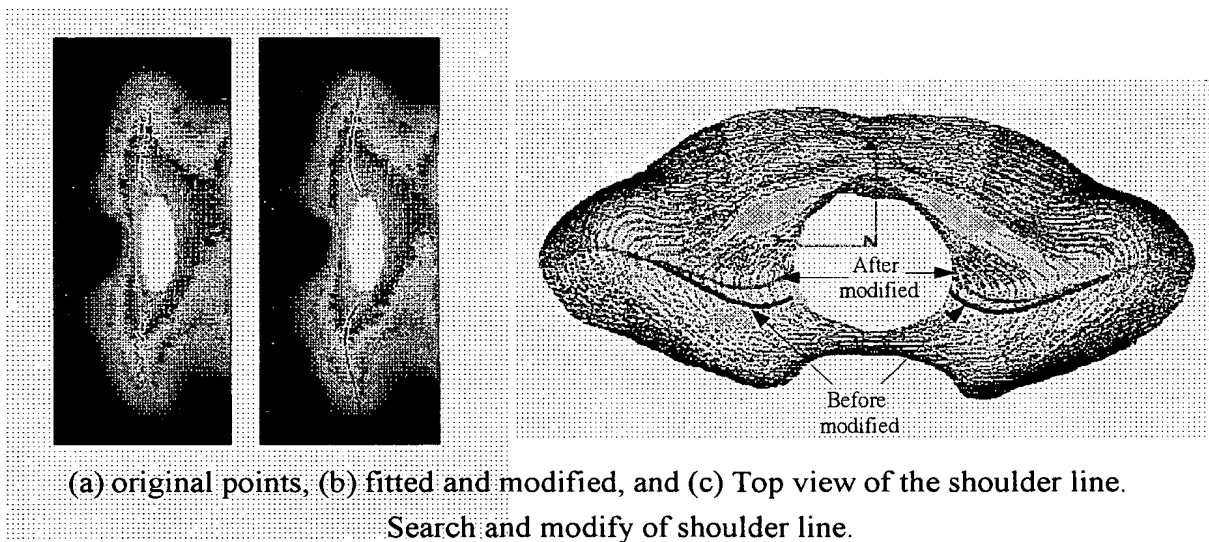 After
modified
Before
modified
(a) original points, (b) fitted and modified, and (c) Top view of the shoulder line.
Search and modify of shoulder line.